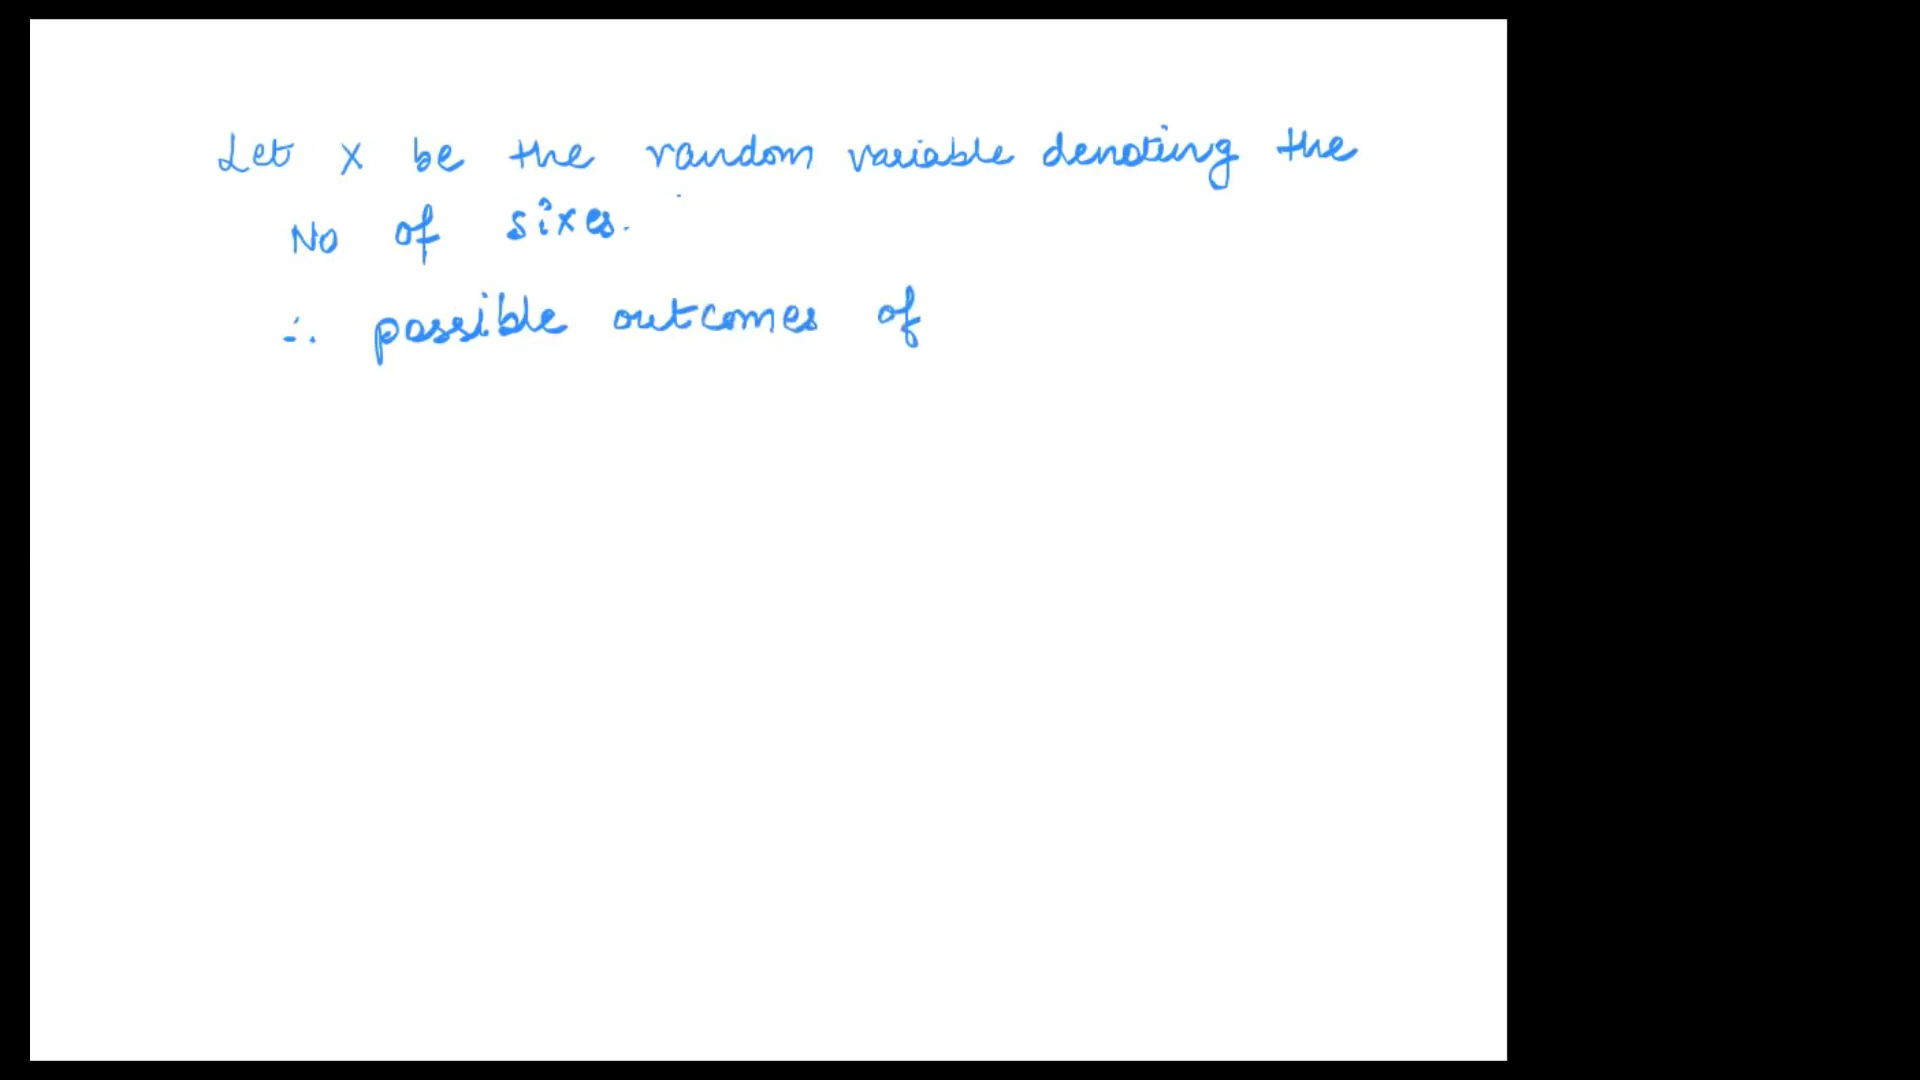 Let X be the random variable denoting the
No of sixes.
∴ possible outcomes of